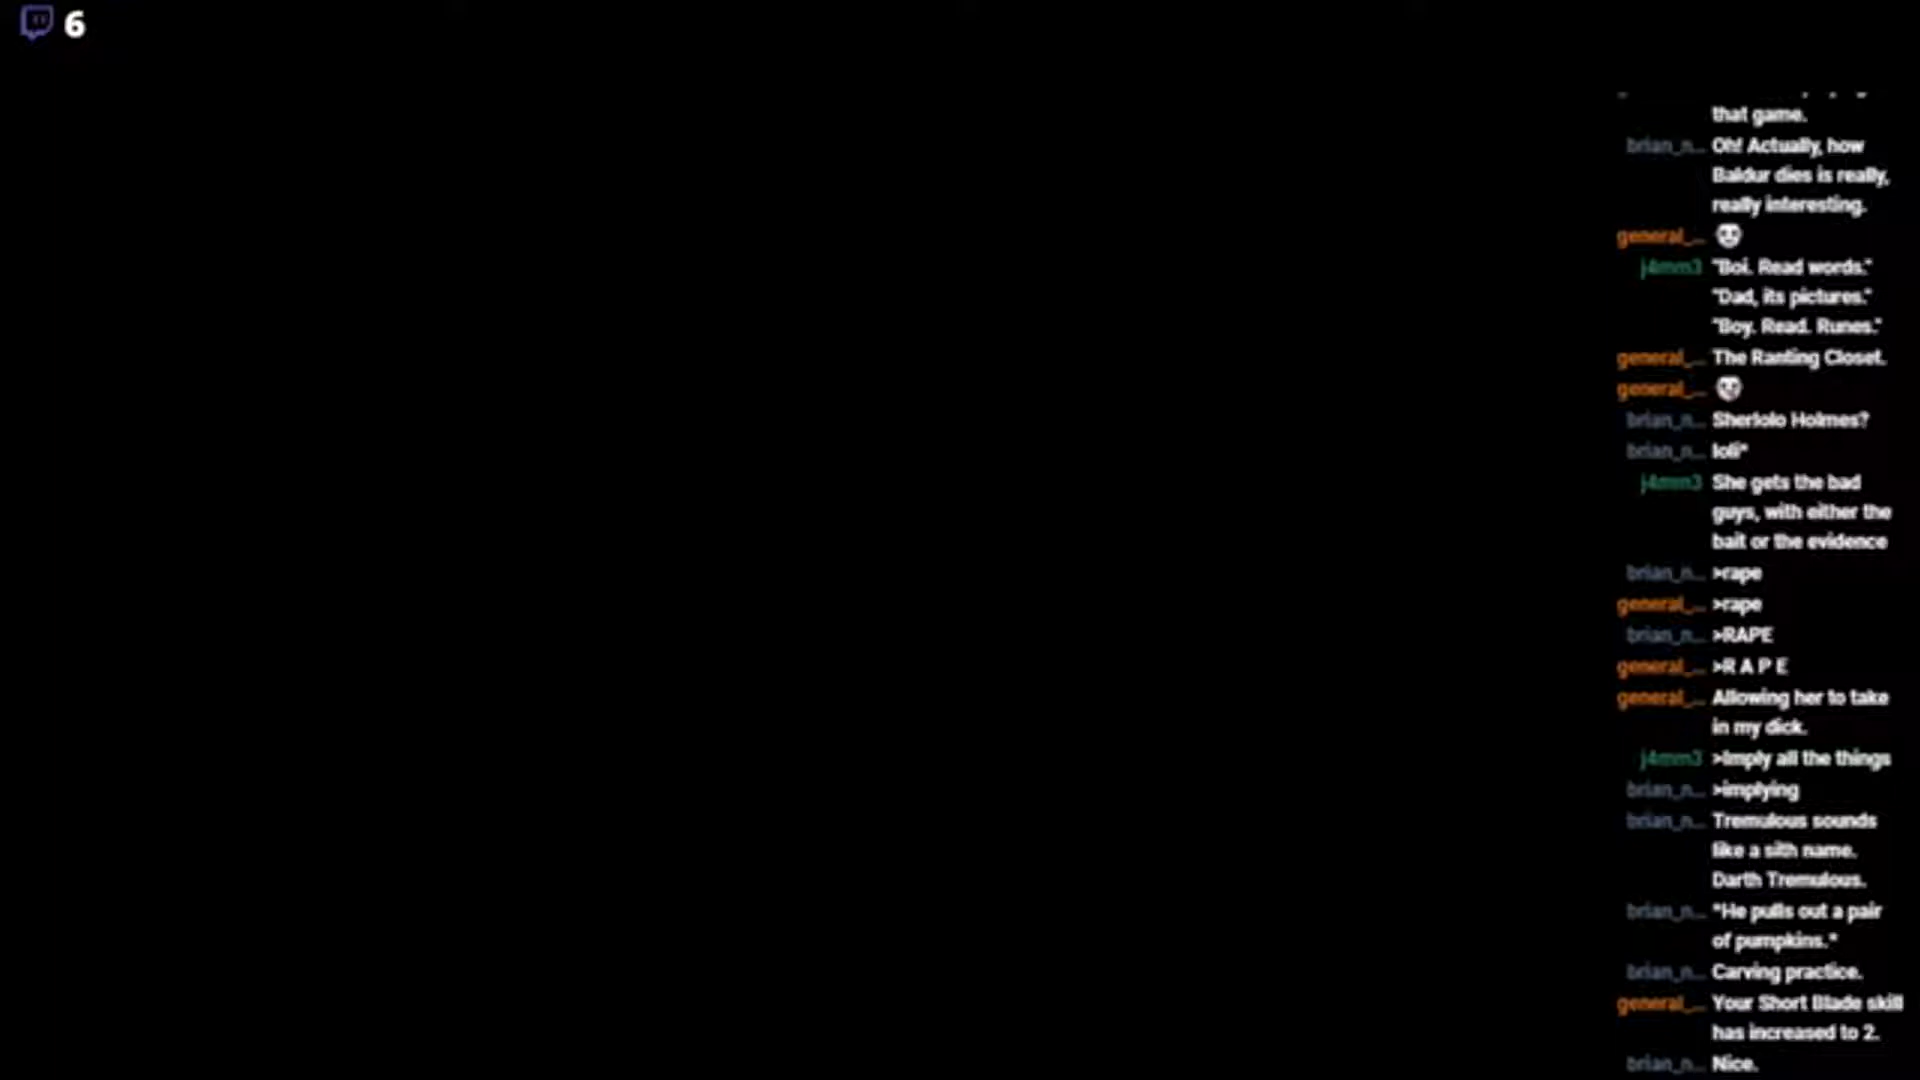 6
that game.
brian_n... Oh! Actually, how
Baldur dies is really,
really interesting.
general_...
j4mm3 "Boi. Read words."
"Dad, its pictures."
"Boy. Read. Runes."
general_... The Ranting Closet.
general_...
brian_n... Sherlolo Holmes?
brian_n... loli*
j4mm3 She gets the bad
guys, with either the
bait or the evidence
brian_n... >rape
general_... >rape
brian_n... >RAPE
general_... >R A P E
general_... Allowing her to take
in my dick.
j4mm3 >Imply all the things
brian_n... >implying
brian_n... Tremulous sounds
like a sith name.
Darth Tremulous.
brian_n... *He pulls out a pair
of pumpkins.*
brian_n... Carving practice.
general_... Your Short Blade skill
has increased to 2.
brian_n... Nice.